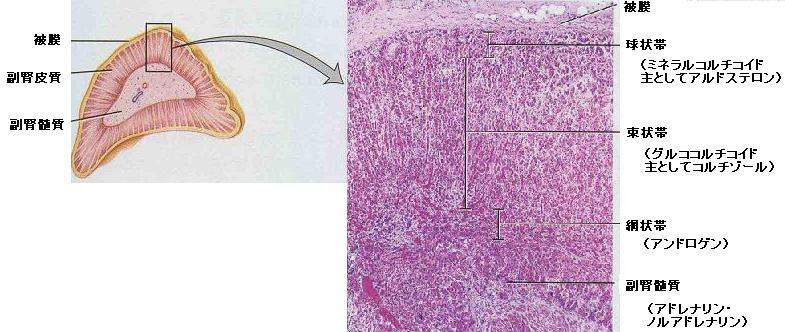 被膜
副腎皮質
副腎髄質
被膜
球状帯
(ミネラルコルチコイド
主としてアルドステロン)
束状帯
(グルココルチコイド
主としてコルチゾール)
網状帯
(アンドロゲン)
副腎髄質
(アドレナリン・
ノルアドレナリン)